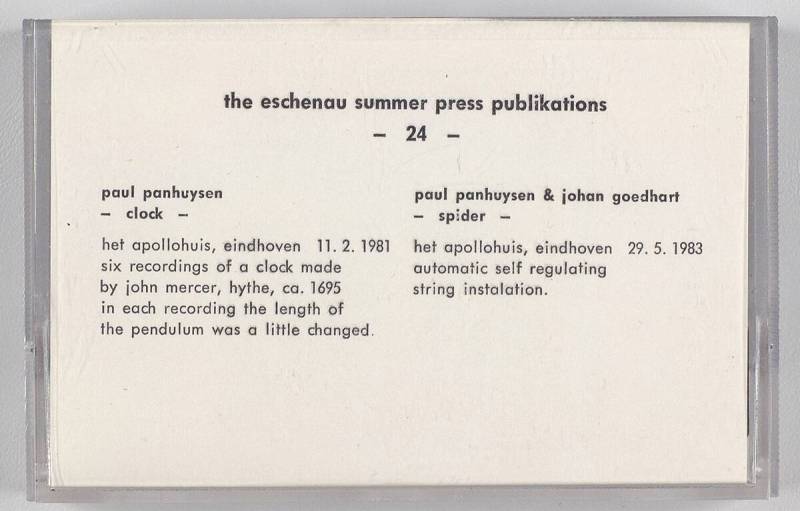 the eschenau summer press publikations
– 24 –
paul panhuysen
– clock –
het apollohuis, eindhoven 11. 2. 1981
six recordings of a clock made
by john mercer, hythe, ca. 1695
in each recording the length of
the pendulum was a little changed.
paul panhuysen & johan goedhart
– spider –
het apollohuis, eindhoven 29. 5. 1983
automatic self regulating
string instalation.